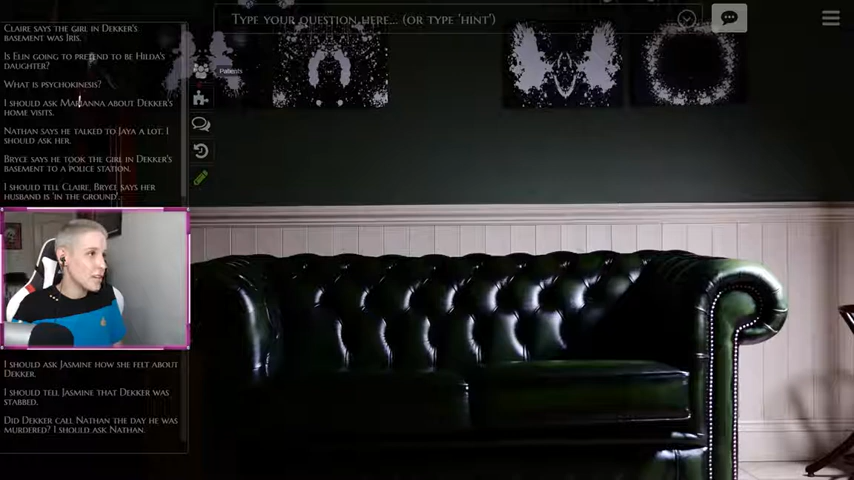 Type your question here... (or type 'hint')
Claire says the girl in Dekker's
basement was Iris.
Is Elin going to pretend to be Hilda's
daughter?
What is psychokinesis?
I should ask Marianna about Dekker's
home visits.
Nathan says he talked to Jaya a lot. I
should ask her.
Bryce says he took the girl in Dekker's
basement to a police station.
I should tell Claire, Bryce says her
husband is 'in the ground'.
Patients
I should ask Jasmine how she felt about
Dekker.
I should tell Jasmine that Dekker was
stabbed.
Did Dekker call Nathan the day he was
murdered? I should ask Nathan.